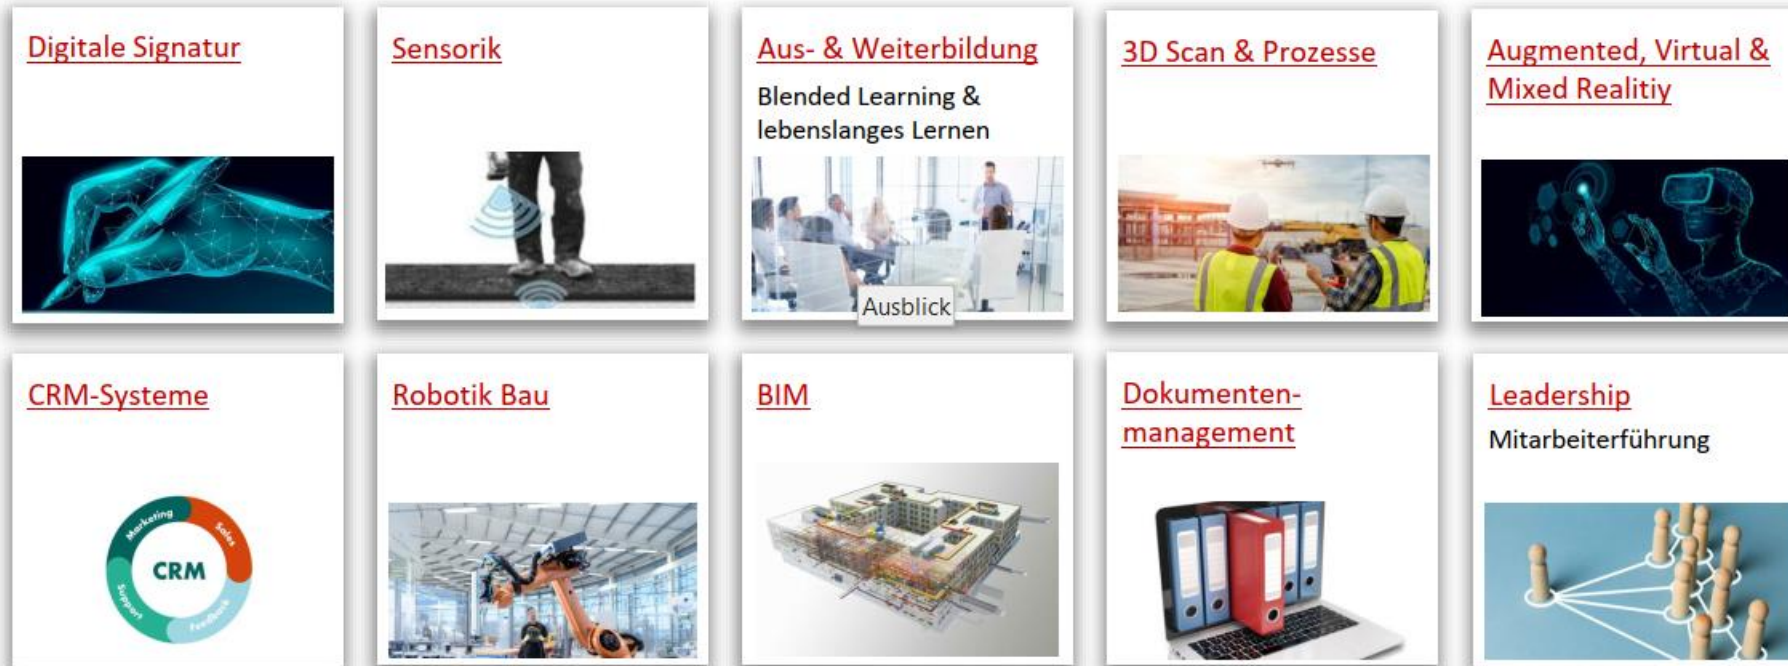 Digitale Signatur
Sensorik
Aus- & Weiterbildung
Blended Learning &
lebenslanges Lernen
3D Scan & Prozesse
Augmented, Virtual &
Mixed Realitiy
Ausblick
CRM-Systeme
Marketing
Sales
CRM
Support
Feedback
Robotik Bau
BIM
Dokumenten-
management
Leadership
Mitarbeiterführung